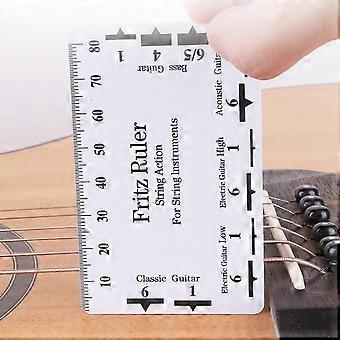 80
70
60
50
40
30
20
10
1 4 6/5
Bass Guitar
Acoustic Guitar
6 1
Fritz Ruler
String Action
For String Instruments
Electric Guitar High
1 6
Electric Guitar Low
1 6
Classic Guitar
6 1